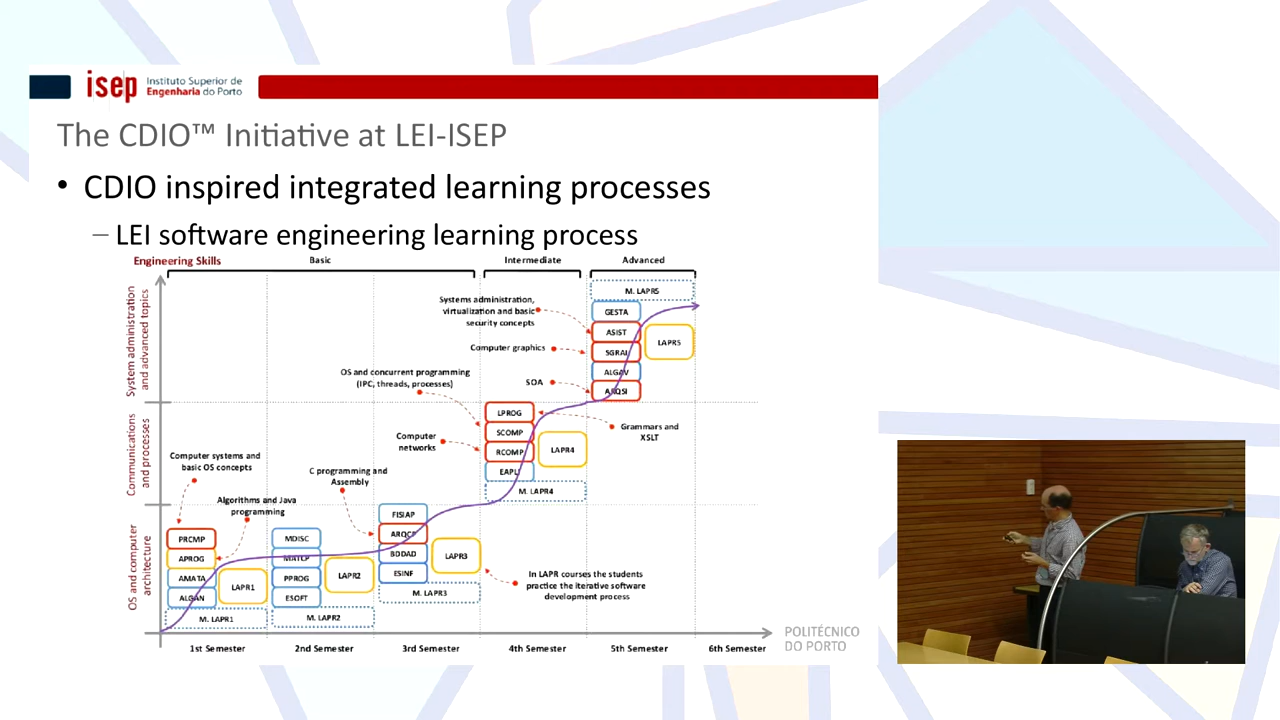 isep Instituto Superior de
Engenharia do Porto
The CDIO™ Initiative at LEI-ISEP
• CDIO inspired integrated learning processes
– LEI software engineering learning process
Engineering Skills
Basic
Intermediate
Advanced
System administration
and advanced topics
Communications
and processes
OS and computer
architecture
M. LAPR5
GESTA
ASIST
SGRAI
ALGAV
ARQSI
LAPR5
Systems administration,
virtualization and basic
security concepts
Computer graphics
SOA
OS and concurrent programming
(IPC, threads, processes)
LPROG
SCOMP
RCOMP
EAPLI
LAPR4
M. LAPR4
Grammars and
XSLT
Computer
networks
Computer systems and
basic OS concepts
C programming and
Assembly
Algorithms and Java
programming
PRCMP
APROG
AMATA
ALGAN
LAPR1
M. LAPR1
MDISC
MATCP
PPROG
ESOFT
LAPR2
M. LAPR2
FISIAP
ARQCP
BDDAD
ESINF
LAPR3
M. LAPR3
In LAPR courses the students
practice the iterative software
development process
1st Semester
2nd Semester
3rd Semester
4th Semester
5th Semester
6th Semester
POLITÉCNICO
DO PORTO